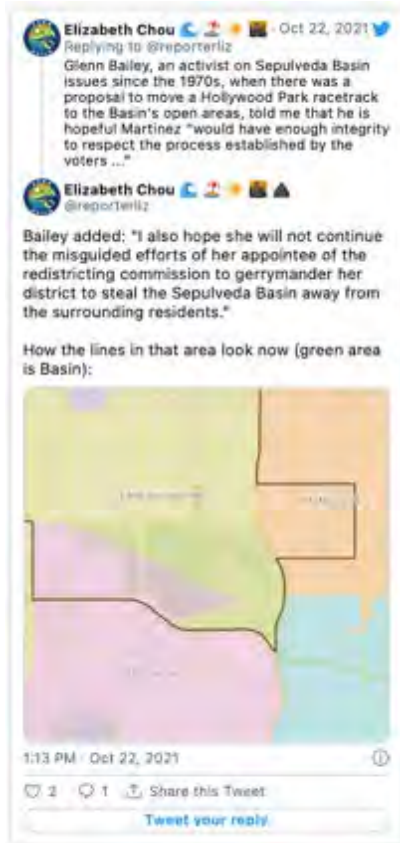 Elizabeth Chou 🌊 🏖 ☀️ 🌇 · Oct 22, 2021
Replying to @reporterliz
Glenn Bailey, an activist on Sepulveda Basin
issues since the 1970s, when there was a
proposal to move a Hollywood Park racetrack
to the Basin's open areas, told me that he is
hopeful Martinez "would have enough integrity
to respect the process established by the
voters ..."
Elizabeth Chou 🌊 🏖 ☀️ 🌇
@reporterliz
Bailey added: "I also hope she will not continue
the misguided efforts of her appointee of the
redistricting commission to gerrymander her
district to steal the Sepulveda Basin away from
the surrounding residents."
How the lines in that area look now (green area
is Basin):
1:13 PM · Oct 22, 2021
2 1 Share this Tweet
Tweet your reply